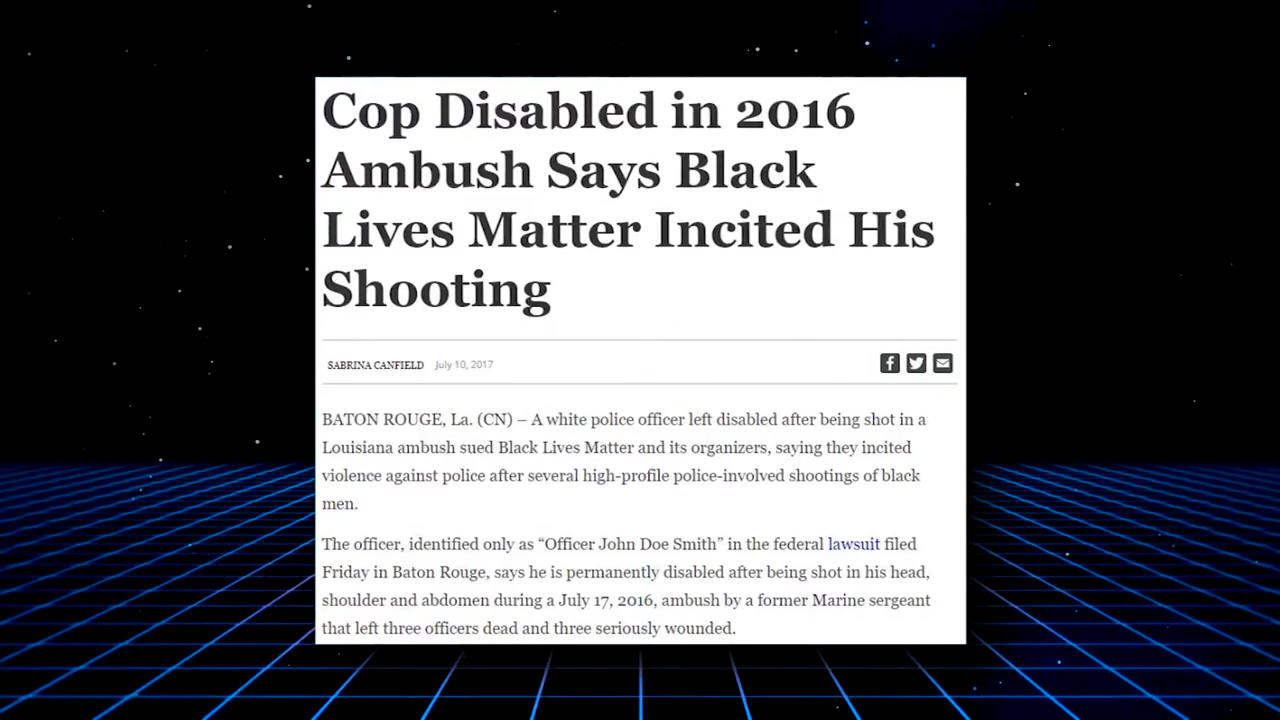 Cop Disabled in 2016
Ambush Says Black
Lives Matter Incited His
Shooting
SABRINA CANFIELD July 10, 2017
BATON ROUGE, La. (CN) – A white police officer left disabled after being shot in a
Louisiana ambush sued Black Lives Matter and its organizers, saying they incited
violence against police after several high-profile police-involved shootings of black
men.
The officer, identified only as “Officer John Doe Smith” in the federal lawsuit filed
Friday in Baton Rouge, says he is permanently disabled after being shot in his head,
shoulder and abdomen during a July 17, 2016, ambush by a former Marine sergeant
that left three officers dead and three seriously wounded.